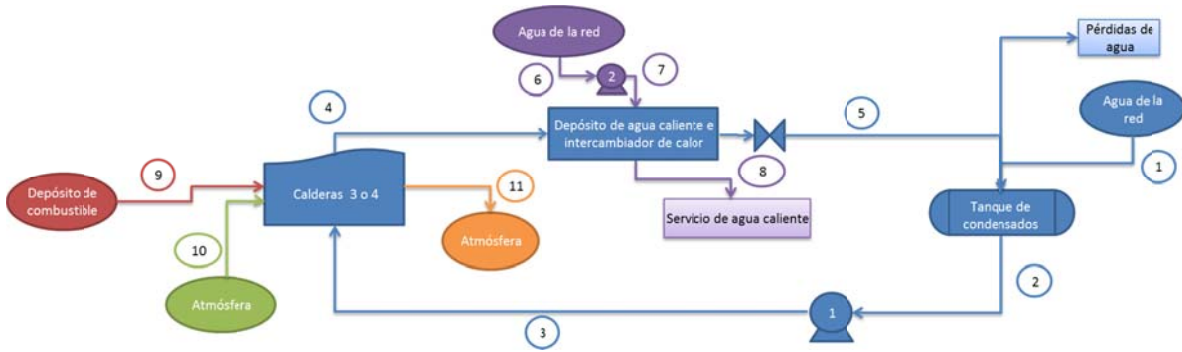 Agua de la red
6
2
7
Pérdidas de
agua
4
Depósito de agua caliente e
intercambiador de calor
5
Agua de la
red
1
9
Depósito de
combustible
Calderas 3 o 4
11
8
Servicio de agua caliente
Tanque de
condensados
10
Atmósfera
Atmósfera
2
1
3